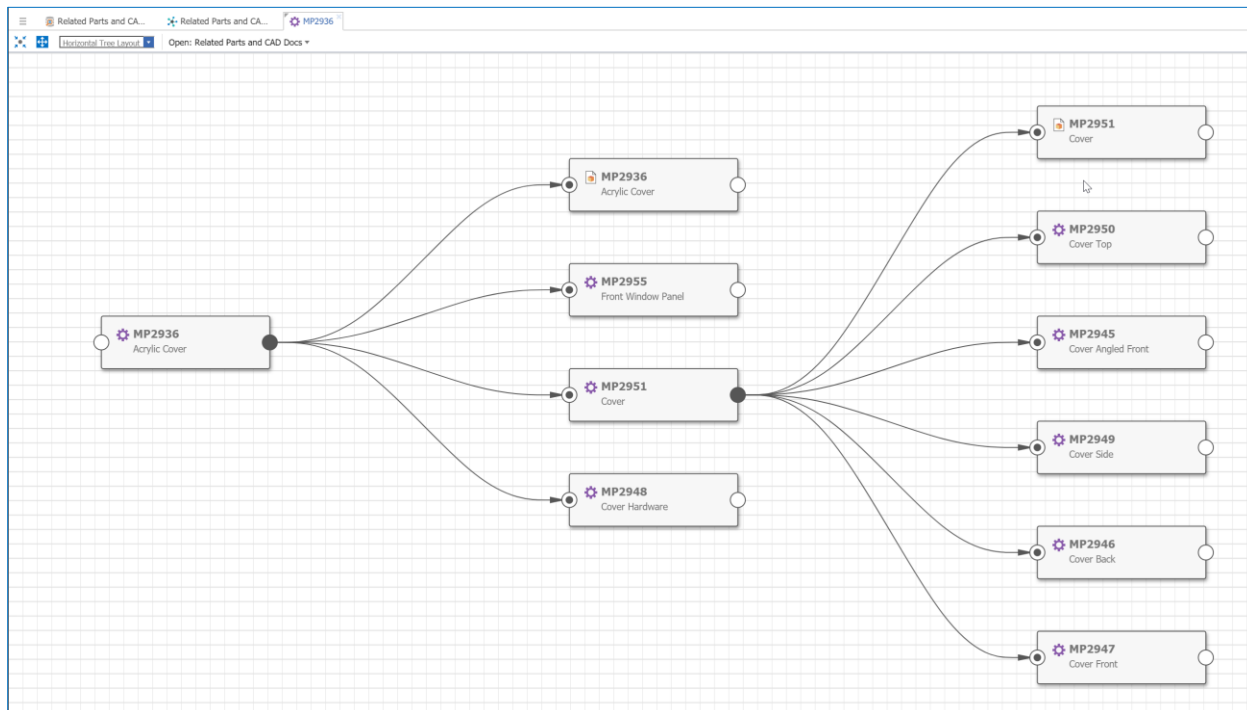 Related Parts and CA...
Related Parts and CA...
MP2936
Horizontal Tree Layout
Open: Related Parts and CAD Docs
MP2936
Acrylic Cover
MP2936
Acrylic Cover
MP2955
Front Window Panel
MP2951
Cover
MP2948
Cover Hardware
MP2951
Cover
MP2950
Cover Top
MP2945
Cover Angled Front
MP2949
Cover Side
MP2946
Cover Back
MP2947
Cover Front